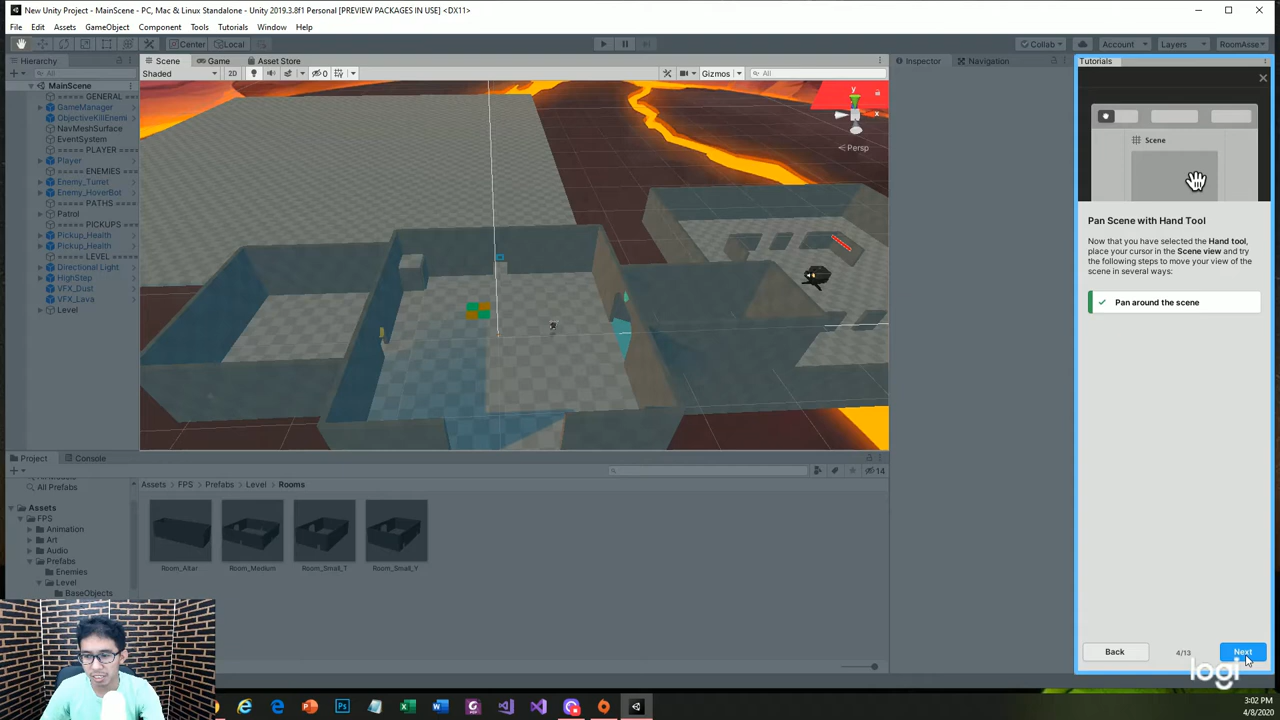 New Unity Project - MainScene - PC, Mac & Linux Standalone - Unity 2019.3.8f1 Personal [PREVIEW PACKAGES IN USE] <DX11>
File Edit Assets GameObject Component Tools Tutorials Window Help
Center Local Collab Account Layers RoomAsse
Hierarchy
All
MainScene
===== GENERAL =====
GameManager
ObjectiveKillEnemi
NavMeshSurface
EventSystem
===== PLAYER =====
Player
===== ENEMIES =====
Enemy_Turret
Enemy_HoverBot
===== PATHS =====
Patrol
===== PICKUPS =====
Pickup_Health
Pickup_Health
===== LEVEL =====
Directional Light
HighStep
VFX_Dust
VFX_Lava
Level
Scene Game Asset Store
Shaded 2D 0 Gizmos All
y
x
Persp
Inspector Navigation
Tutorials
Scene
Pan Scene with Hand Tool
Now that you have selected the Hand tool,
place your cursor in the Scene view and try
the following steps to move your view of the
scene in several ways:
Pan around the scene
Back 4/13 Next
Project Console
14
All Prefabs
Assets
FPS
Animation
Art
Audio
Prefabs
Enemies
Level
BaseObjects
Assets FPS Prefabs Level Rooms
Room_Altar Room_Medium Room_Small_T Room_Small_Y
logi
3:02 PM
4/8/2020